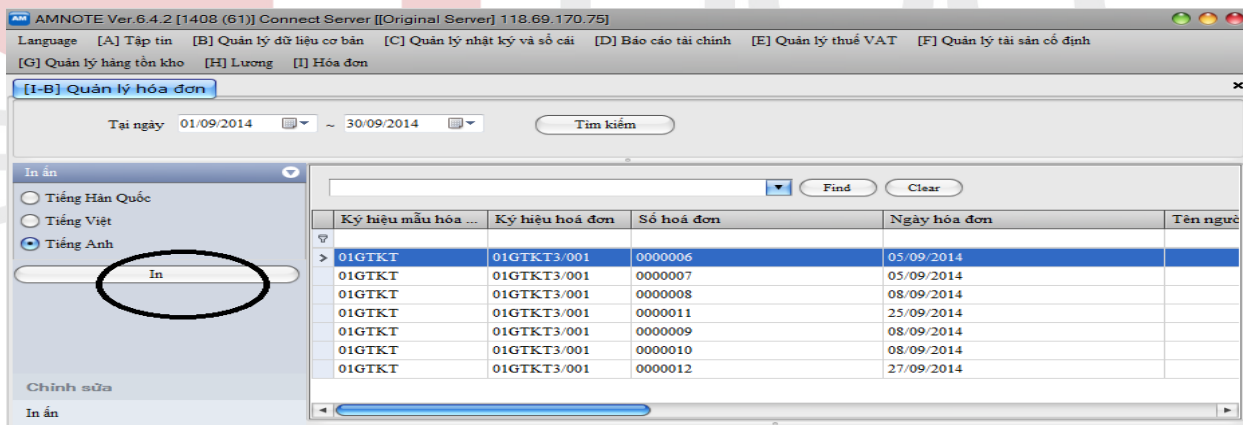 AMNOTE Ver.6.4.2 [1408 (61)] Connect Server [[Original Server] 118.69.170.75]
Language [A] Tập tin [B] Quản lý dữ liệu cơ bản [C] Quản lý nhật ký và sổ cái [D] Báo cáo tài chính [E] Quản lý thuế VAT [F] Quản lý tài sản cố định
[G] Quản lý hàng tồn kho [H] Lương [I] Hóa đơn
[I-B] Quản lý hóa đơn
Tại ngày 01/09/2014 ~ 30/09/2014 Tìm kiếm
In ấn
Tiếng Hàn Quốc
Tiếng Việt
Tiếng Anh
In
Find Clear
Ký hiệu mẫu hóa ... Ký hiệu hoá đơn Số hoá đơn Ngày hóa đơn Tên ngườ
01GTKT 01GTKT3/001 0000006 05/09/2014
01GTKT 01GTKT3/001 0000007 05/09/2014
01GTKT 01GTKT3/001 0000008 08/09/2014
01GTKT 01GTKT3/001 0000011 25/09/2014
01GTKT 01GTKT3/001 0000009 08/09/2014
01GTKT 01GTKT3/001 0000010 08/09/2014
01GTKT 01GTKT3/001 0000012 27/09/2014
Chỉnh sửa
In ấn